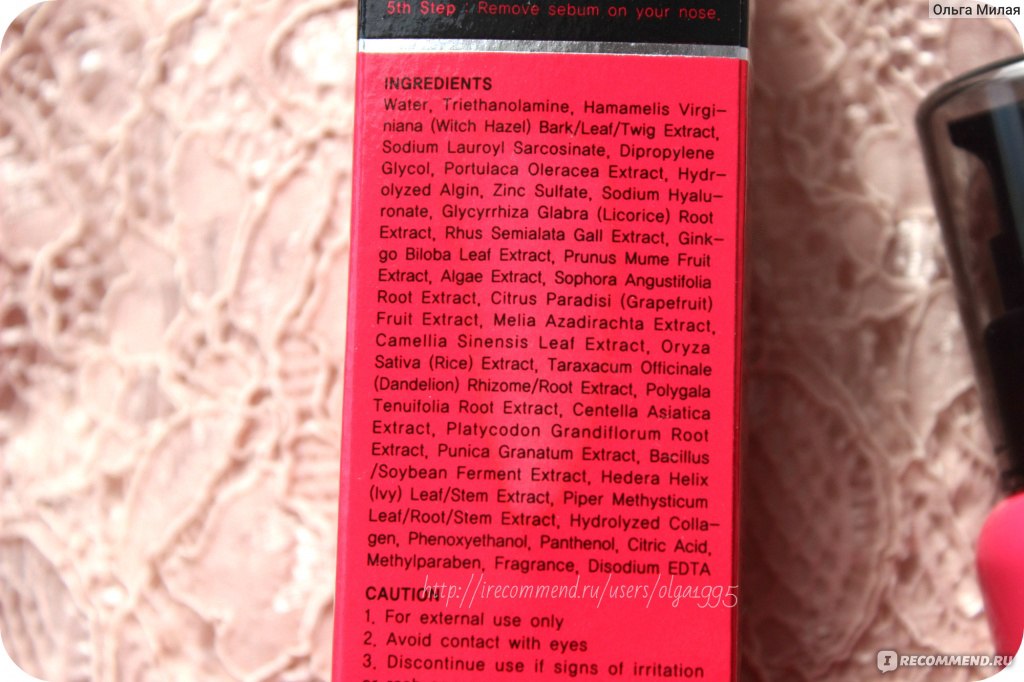 Ольга Милая
5th Step : Remove sebum on your nose.
INGREDIENTS
Water, Triethanolamine, Hamamelis Virgi-
niana (Witch Hazel) Bark/Leaf/Twig Extract,
Sodium Lauroyl Sarcosinate, Dipropylene
Glycol, Portulaca Oleracea Extract, Hydr-
olyzed Algin, Zinc Sulfate, Sodium Hyalu-
ronate, Glycyrrhiza Glabra (Licorice) Root
Extract, Rhus Semialata Gall Extract, Gink-
go Biloba Leaf Extract, Prunus Mume Fruit
Extract, Algae Extract, Sophora Angustifolia
Root Extract, Citrus Paradisi (Grapefruit)
Fruit Extract, Melia Azadirachta Extract,
Camellia Sinensis Leaf Extract, Oryza
Sativa (Rice) Extract, Taraxacum Officinale
(Dandelion) Rhizome/Root Extract, Polygala
Tenuifolia Root Extract, Centella Asiatica
Extract, Platycodon Grandiflorum Root
Extract, Punica Granatum Extract, Bacillus
/Soybean Ferment Extract, Hedera Helix
(Ivy) Leaf/Stem Extract, Piper Methysticum
Leaf/Root/Stem Extract, Hydrolyzed Colla-
gen, Phenoxyethanol, Panthenol, Citric Acid,
Methylparaben, Fragrance, Disodium EDTA
http://irecommend.ru/users/olga1995
CAUTION
1. For external use only
2. Avoid contact with eyes
3. Discontinue use if signs of irritation
IRECOMMEND.RU